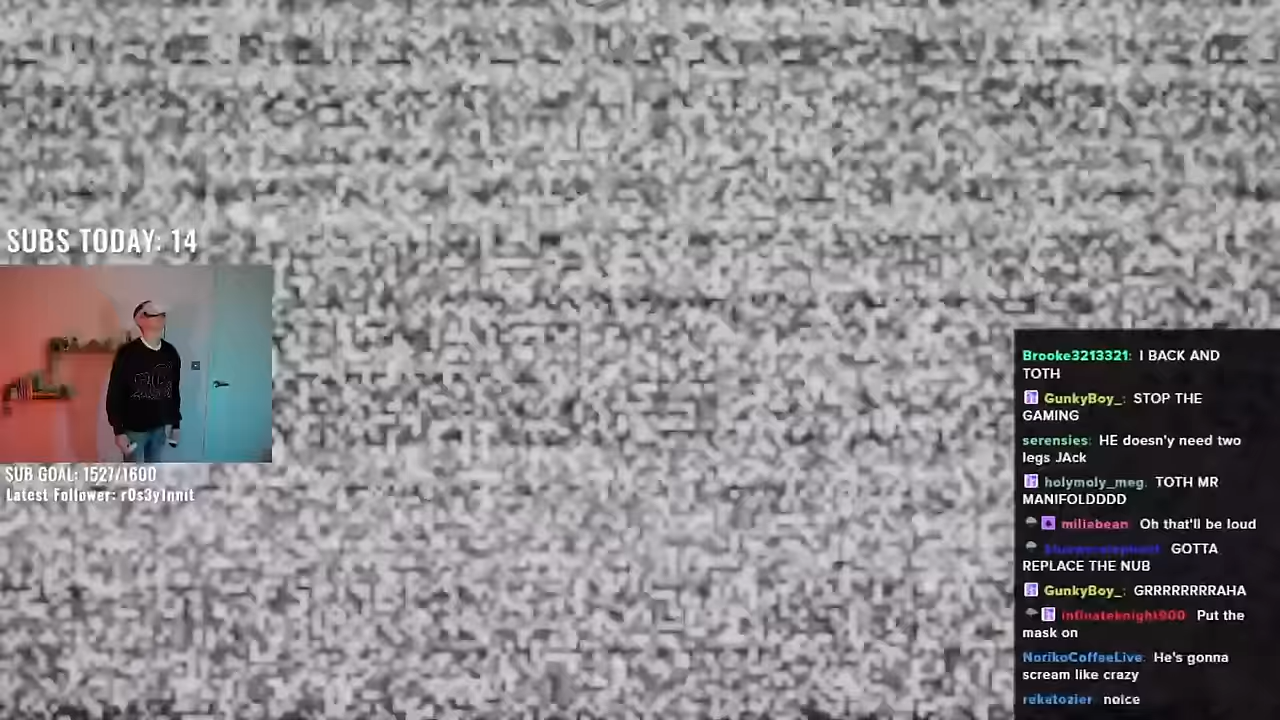 SUBS TODAY: 14
SUB GOAL: 1527/1600
Latest Follower: r0s3yInnit
Brooke3213321: I BACK AND
TOTH
GunkyBoy_: STOP THE
GAMING
serensies: HE doesn'y need two
legs JAck
holymoly_meg: TOTH MR
MANIFOLDDDD
miliabean: Oh that'll be loud
GOTTA
REPLACE THE NUB
GunkyBoy_: GRRRRRRRRAHA
infinateknight900: Put the
mask on
NorikoCoffeeLive: He's gonna
scream like crazy
reketozier: noice